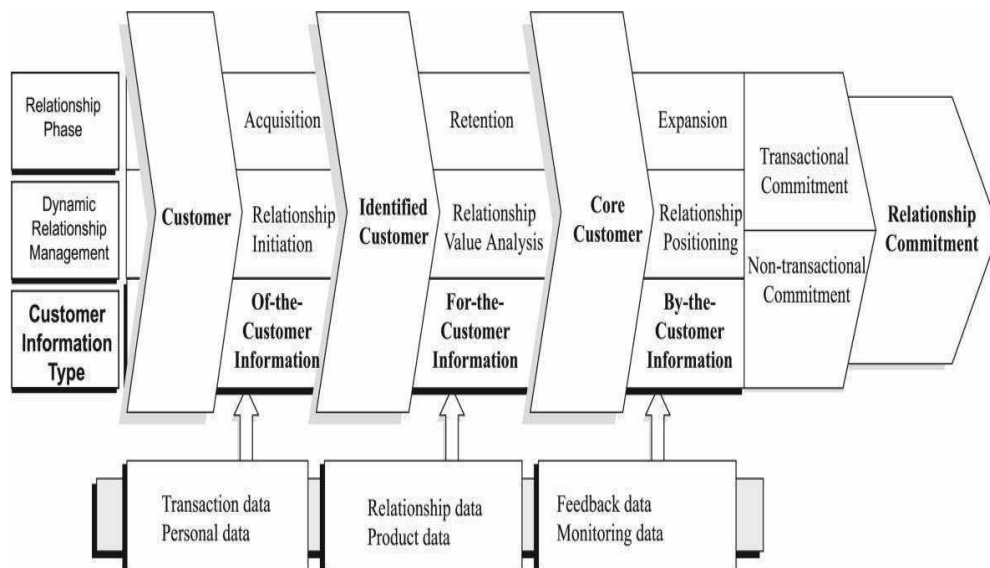 Relationship
Phase
Acquisition
Retention
Expansion
Dynamic
Relationship
Management
Customer
Relationship
Initiation
Identified
Customer
Relationship
Value Analysis
Core
Customer
Relationship
Positioning
Customer
Information
Type
Of-the-
Customer
Information
For-the-
Customer
Information
By-the-
Customer
Information
Transactional
Commitment
Non-transactional
Commitment
Relationship
Commitment
Transaction data
Personal data
Relationship data
Product data
Feedback data
Monitoring data